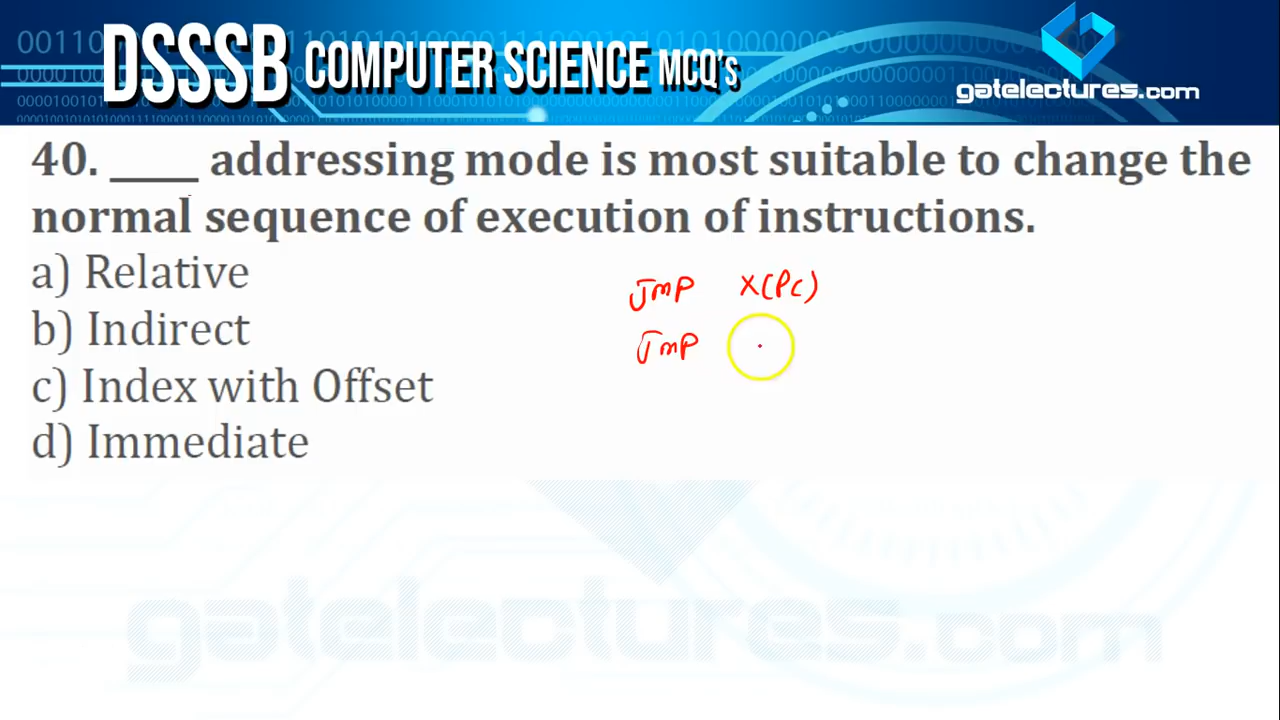 DSSSB COMPUTER SCIENCE MCQ's
gatelectures.com
40. ____ addressing mode is most suitable to change the
normal sequence of execution of instructions.
a) Relative
JMP X(PC)
b) Indirect
JMP
c) Index with Offset
d) Immediate
gatelectures.com